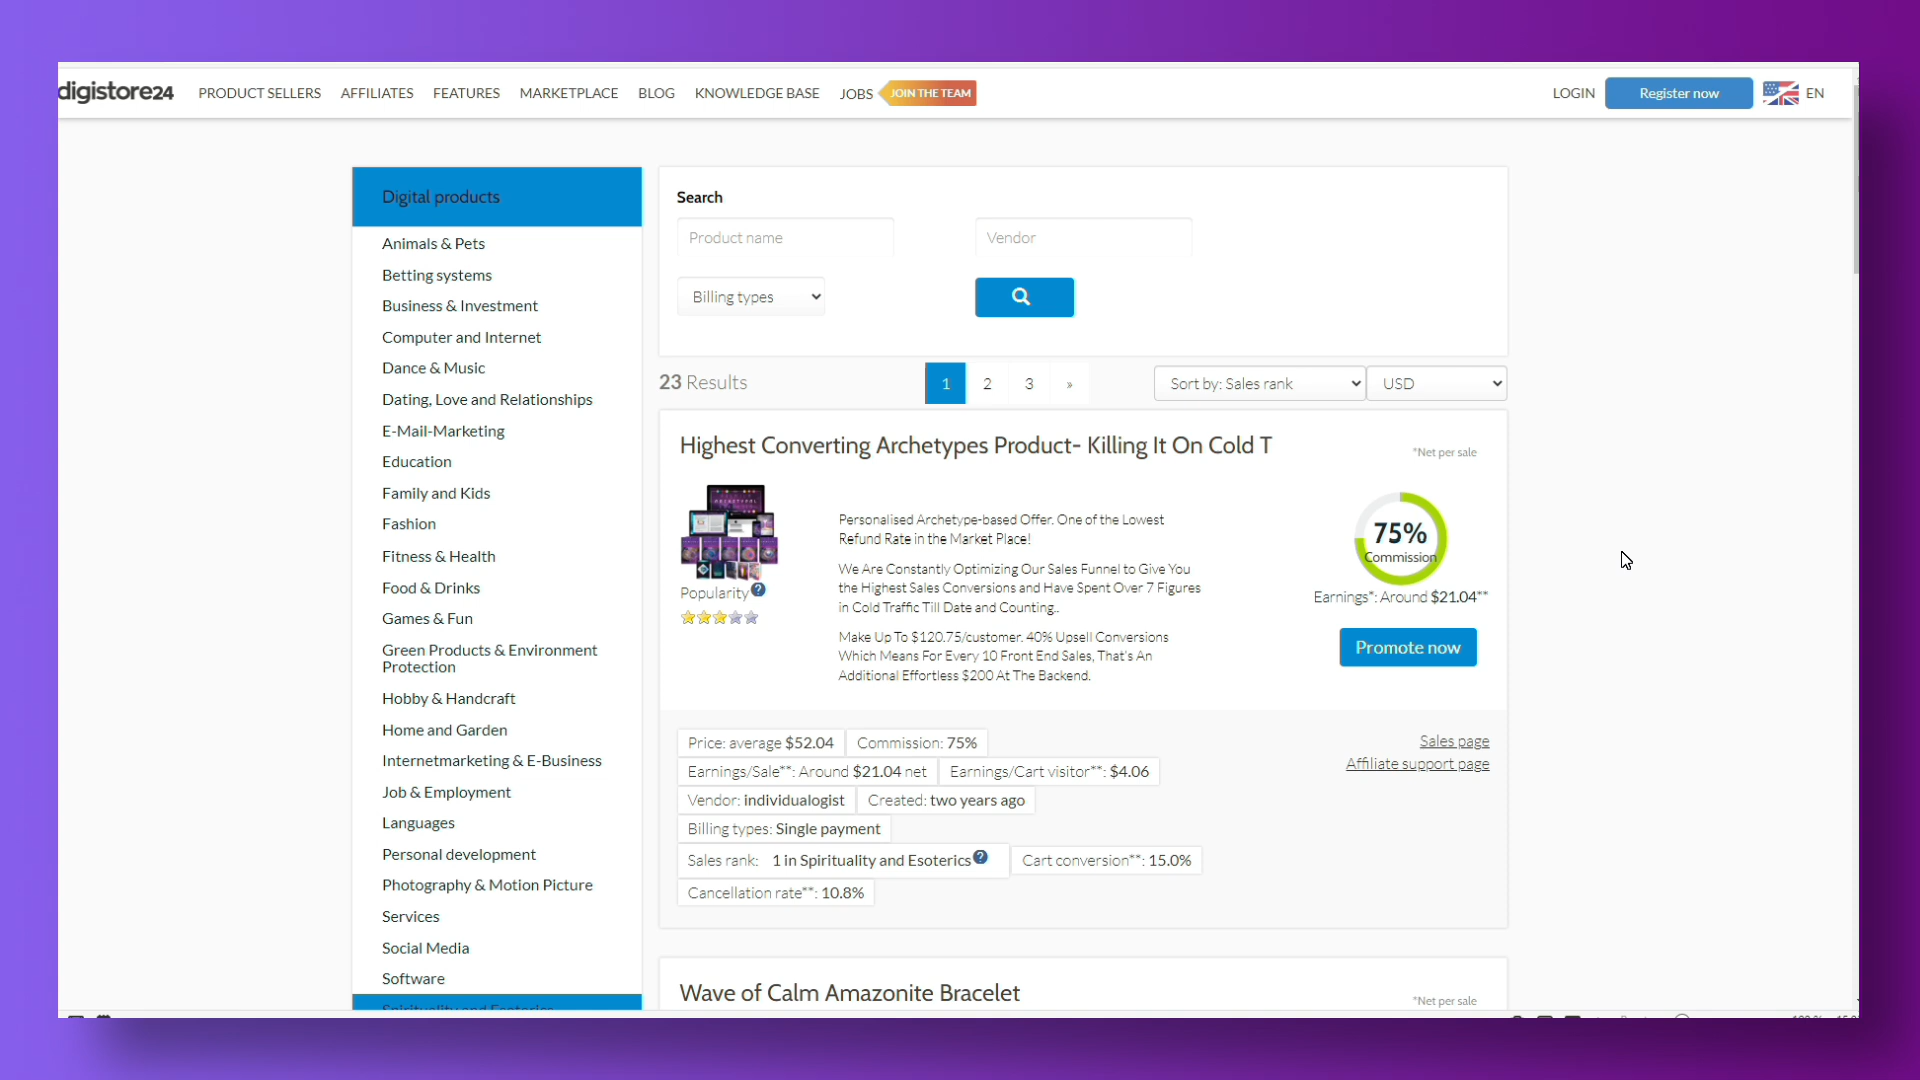 digistore24 PRODUCT SELLERS AFFILIATES FEATURES MARKETPLACE BLOG KNOWLEDGE BASE JOBS JOIN THE TEAM LOGIN Register now EN
Digital products
Animals & Pets
Betting systems
Business & Investment
Computer and Internet
Dance & Music
Dating, Love and Relationships
E-Mail-Marketing
Education
Family and Kids
Fashion
Fitness & Health
Food & Drinks
Games & Fun
Green Products & Environment
Protection
Hobby & Handcraft
Home and Garden
Internetmarketing & E-Business
Job & Employment
Languages
Personal development
Photography & Motion Picture
Services
Social Media
Software
Spirituality and Esoterics
Search
Product name Vendor
Billing types
23 Results 1 2 3 » Sort by: Sales rank USD
Highest Converting Archetypes Product- Killing It On Cold T
*Net per sale
Popularity ?
Personalised Archetype-based Offer. One of the Lowest
Refund Rate in the Market Place!
We Are Constantly Optimizing Our Sales Funnel to Give You
the Highest Sales Conversions and Have Spent Over 7 Figures
in Cold Traffic Till Date and Counting..
Make Up To $120.75/customer. 40% Upsell Conversions
Which Means For Every 10 Front End Sales, That's An
Additional Effortless $200 At The Backend.
75%
Commission
Earnings*: Around $21.04**
Promote now
Price: average $52.04 Commission: 75%
Earnings/Sale**: Around $21.04 net Earnings/Cart visitor**: $4.06
Vendor: individualogist Created: two years ago
Billing types: Single payment
Sales rank: 1 in Spirituality and Esoterics ? Cart conversion**: 15.0%
Cancellation rate**: 10.8%
Sales page
Affiliate support page
Wave of Calm Amazonite Bracelet
*Net per sale